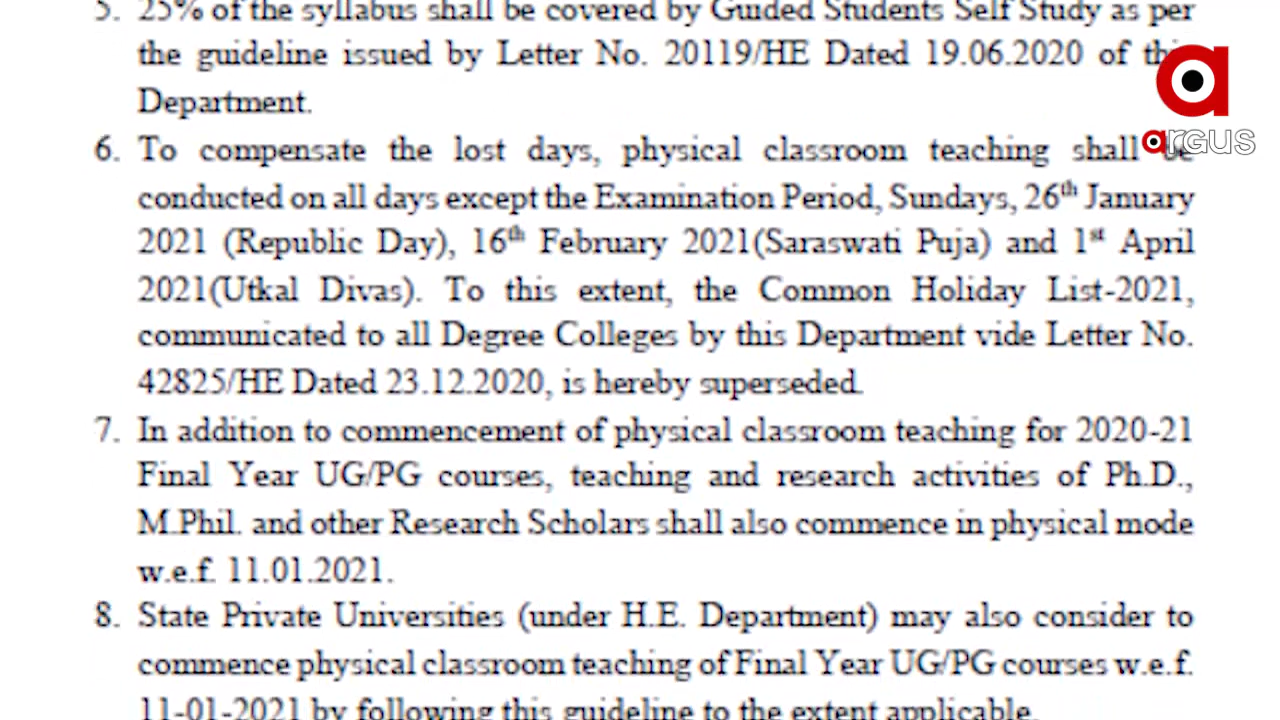 5. 25% of the syllabus shall be covered by Guided Students Self Study as per
the guideline issued by Letter No. 20119/HE Dated 19.06.2020 of this
Department.
6. To compensate the lost days, physical classroom teaching shall be
conducted on all days except the Examination Period, Sundays, 26th January
2021 (Republic Day), 16th February 2021(Saraswati Puja) and 1st April
2021(Utkal Divas). To this extent, the Common Holiday List-2021,
communicated to all Degree Colleges by this Department vide Letter No.
42825/HE Dated 23.12.2020, is hereby superseded.
7. In addition to commencement of physical classroom teaching for 2020-21
Final Year UG/PG courses, teaching and research activities of Ph.D.,
M.Phil. and other Research Scholars shall also commence in physical mode
w.e.f. 11.01.2021.
8. State Private Universities (under H.E. Department) may also consider to
commence physical classroom teaching of Final Year UG/PG courses w.e.f.
11-01-2021 by following this guideline to the extent applicable.
a
argus